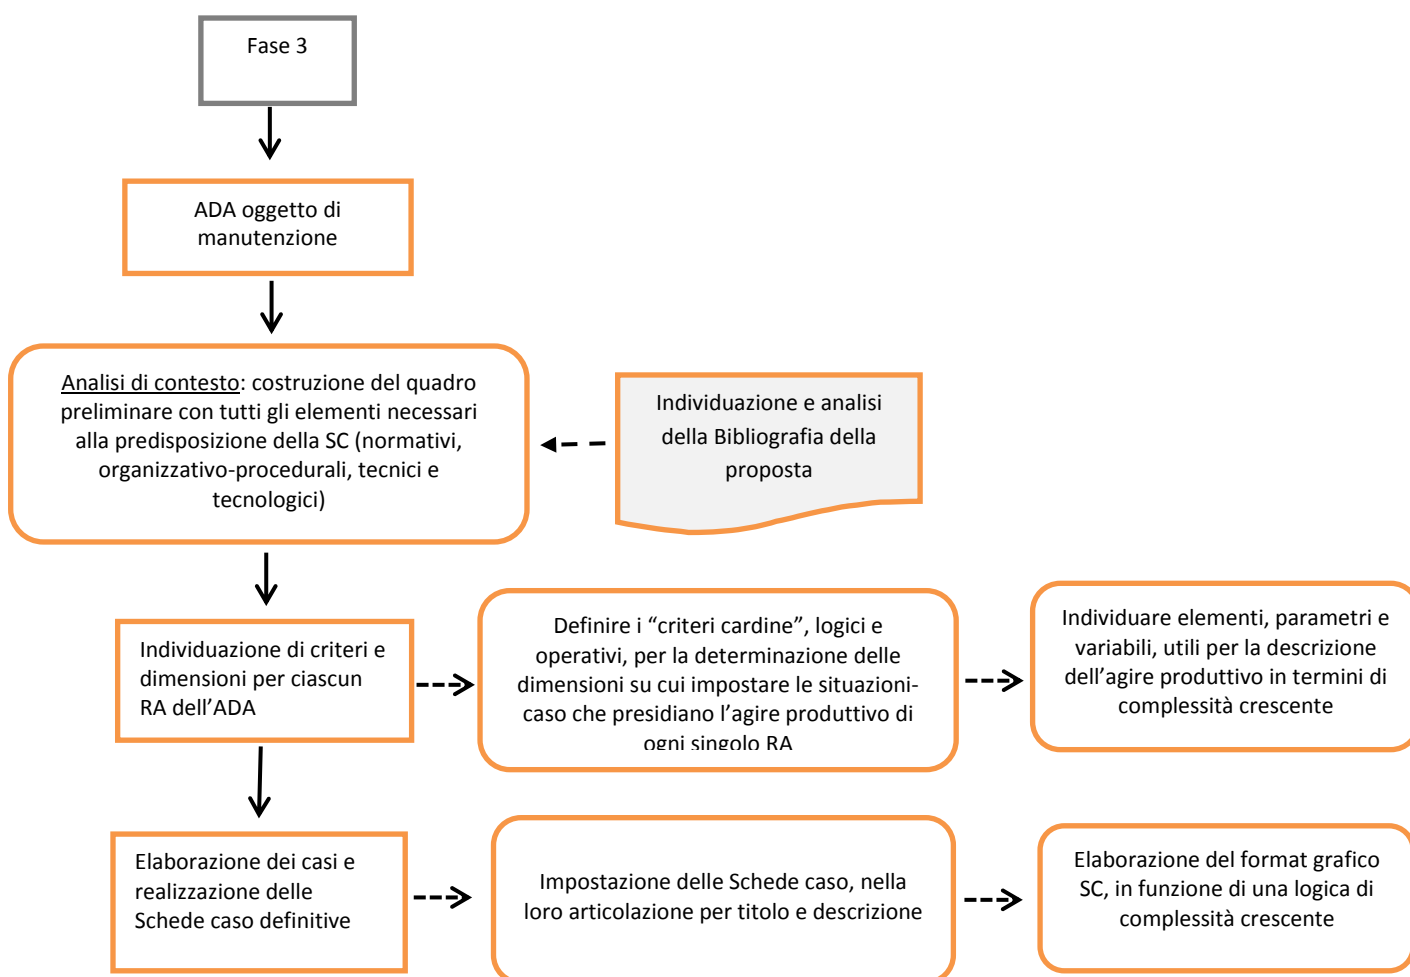 Fase 3
ADA oggetto di
manutenzione
Analisi di contesto: costruzione del quadro
preliminare con tutti gli elementi necessari
alla predisposizione della SC (normativi,
organizzativo-procedurali, tecnici e
tecnologici)
Individuazione e analisi
della Bibliografia della
proposta
Individuazione di criteri e
dimensioni per ciascun
RA dell’ADA
Definire i “criteri cardine”, logici e
operativi, per la determinazione delle
dimensioni su cui impostare le situazioni-
caso che presidiano l’agire produttivo di
ogni singolo RA
Individuare elementi, parametri e
variabili, utili per la descrizione
dell’agire produttivo in termini di
complessità crescente
Elaborazione dei casi e
realizzazione delle
Schede caso definitive
Impostazione delle Schede caso, nella
loro articolazione per titolo e descrizione
Elaborazione del format grafico
SC, in funzione di una logica di
complessità crescente